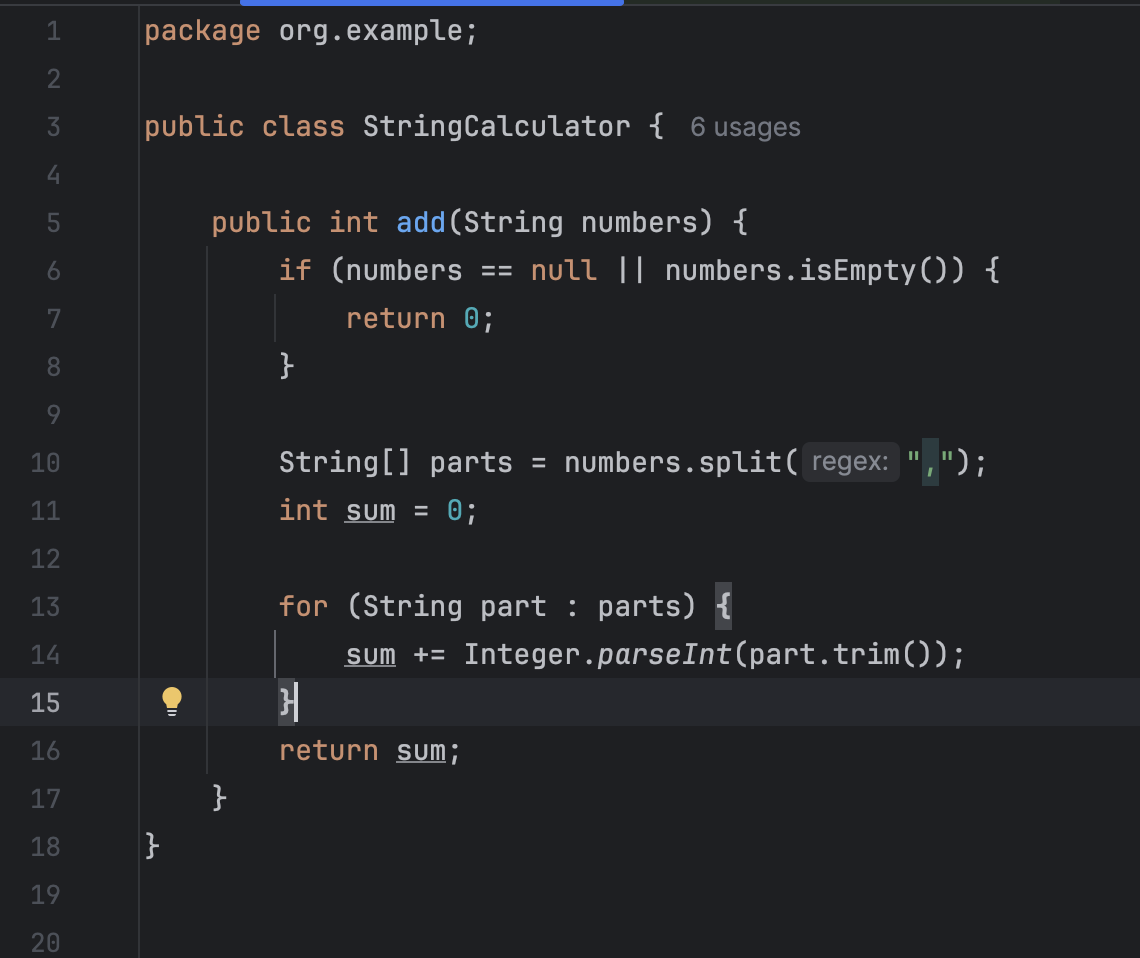 1 package org.example;
2
3 public class StringCalculator { 6 usages
4
5 public int add(String numbers) {
6 if (numbers == null || numbers.isEmpty()) {
7 return 0;
8 }
9
10 String[] parts = numbers.split( regex: ",");
11 int sum = 0;
12
13 for (String part : parts) {
14 sum += Integer.parseInt(part.trim());
15 }
16 return sum;
17 }
18 }
19
20